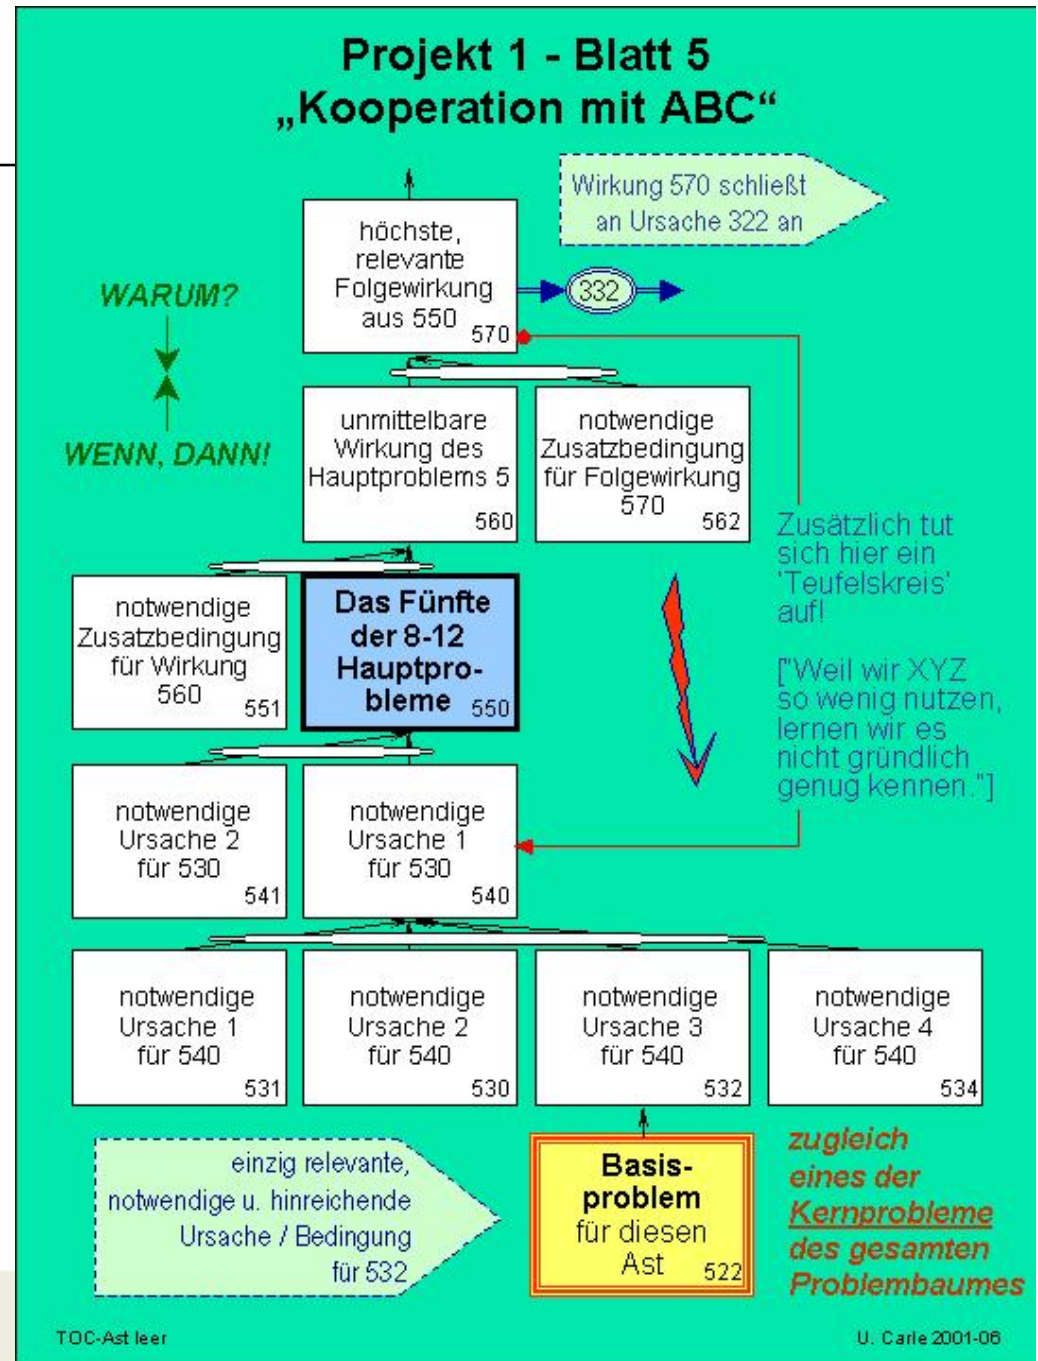 Projekt 1 - Blatt 5
„Kooperation mit ABC“
Wirkung 570 schließt
an Ursache 322 an
höchste,
relevante
Folgewirkung
aus 550
570
332
WARUM?
WENN, DANN!
unmittelbare
Wirkung des
Hauptproblems 5
560
notwendige
Zusatzbedingung
für Folgewirkung
570
562
Zusätzlich tut
sich hier ein
'Teufelskreis'
auf!
["Weil wir XYZ
so wenig nutzen,
lernen wir es
nicht gründlich
genug kennen."]
notwendige
Zusatzbedingung
für Wirkung
560
551
Das Fünfte
der 8-12
Hauptpro-
bleme
550
notwendige
Ursache 2
für 530
541
notwendige
Ursache 1
für 530
540
notwendige
Ursache 1
für 540
531
notwendige
Ursache 2
für 540
530
notwendige
Ursache 3
für 540
532
notwendige
Ursache 4
für 540
534
einzig relevante,
notwendige u. hinreichende
Ursache / Bedingung
für 532
Basis-
problem
für diesen
Ast
522
zugleich
eines der
Kernprobleme
des gesamten
Problembaumes
TOC-Ast leer
U. Carle 2001-06